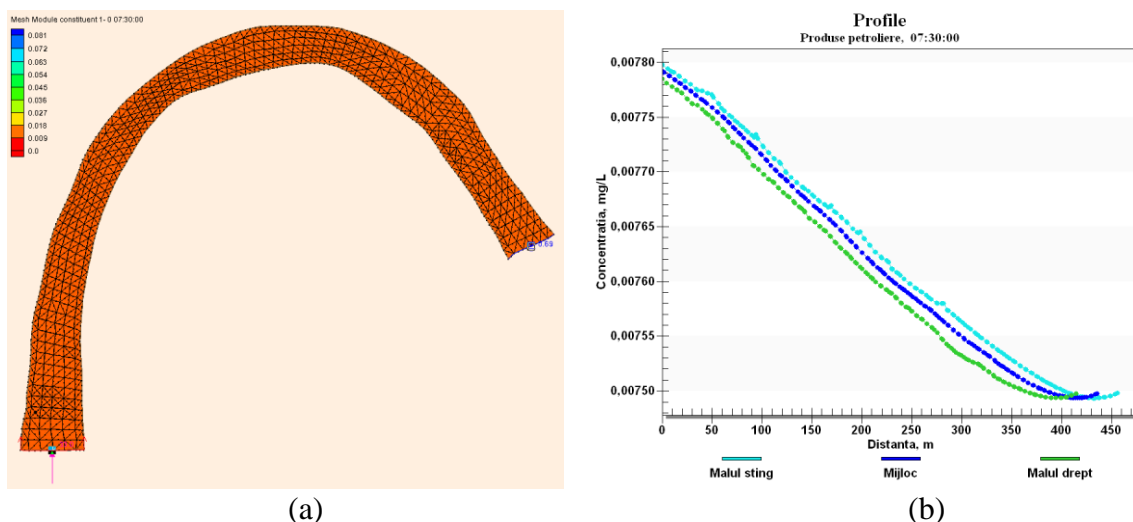 Mesh Module constituent 1- 0 07:30:00
0.081
0.072
0.063
0.054
0.045
0.036
0.027
0.018
0.009
0.0
(a)
Profile
Produse petroliere, 07:30:00
Concentratia, mg/L
0,00780
0,00775
0,00770
0,00765
0,00760
0,00755
0,00750
0 50 100 150 200 250 300 350 400 450
Distanta, m
Malul sting Mijloc Malul drept
(b)